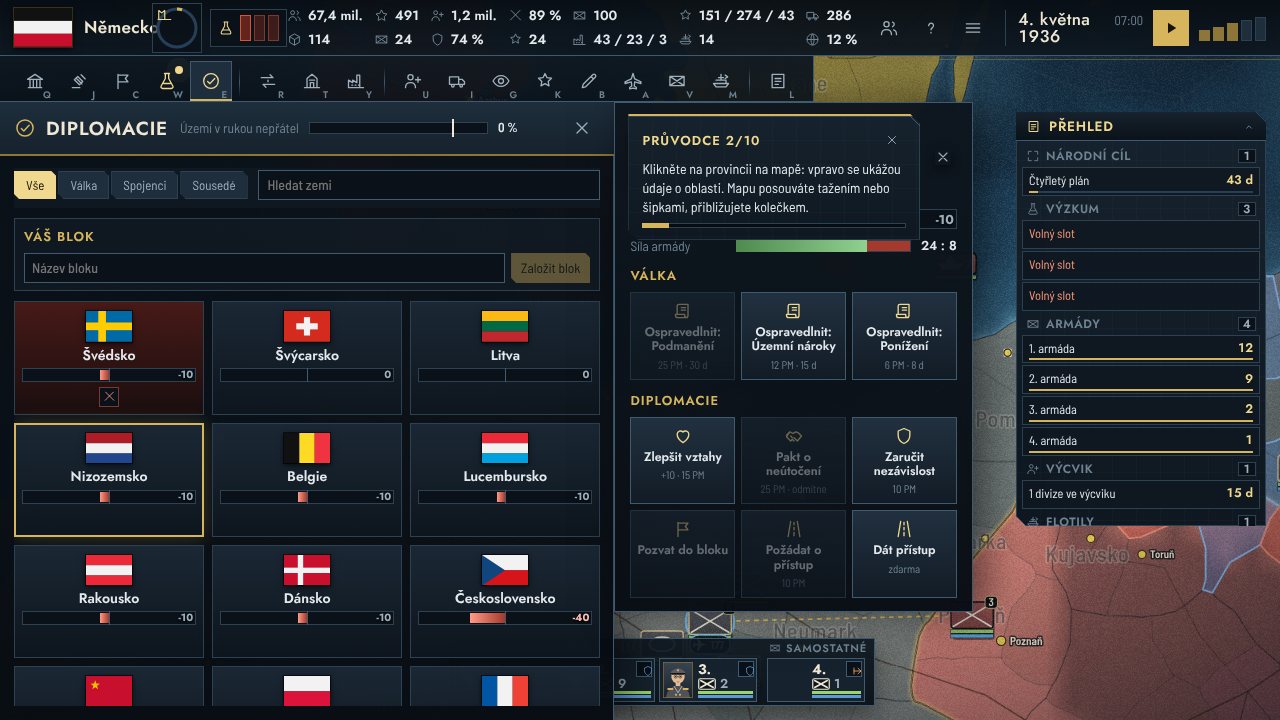 Německo
67,4 mil.
491
1,2 mil.
89 %
100
151 / 274 / 43
286
114
24
74 %
24
43 / 23 / 3
14
12 %
?
4. května
1936
07:00
Q
J
C
W
E
R
T
Y
U
I
G
K
B
A
V
M
L
DIPLOMACIE
Území v rukou nepřátel
0 %
Vše
Válka
Spojenci
Sousedé
Hledat zemi
VÁŠ BLOK
Název bloku
Založit blok
Švédsko
-10
Švýcarsko
0
Litva
0
Nizozemsko
-10
Belgie
-10
Lucembursko
-10
Rakousko
-10
Dánsko
-10
Československo
-40
PRŮVODCE 2/10
Klikněte na provincii na mapě: vpravo se ukážou
údaje o oblasti. Mapu posouváte tažením nebo
šipkami, přibližujete kolečkem.
-10
Síla armády
24 : 8
VÁLKA
Ospravedlnit:
Podmanění
25 PM · 30 d
Ospravedlnit:
Územní nároky
12 PM · 15 d
Ospravedlnit:
Ponížení
6 PM · 8 d
DIPLOMACIE
Zlepšit vztahy
+10 · 15 PM
Pakt o
neútočení
25 PM · odmítne
Zaručit
nezávislost
10 PM
Pozvat do bloku
Požádat o
přístup
10 PM
Dát přístup
zdarma
PŘEHLED
NÁRODNÍ CÍL
1
Čtyřletý plán
43 d
VÝZKUM
3
Volný slot
Volný slot
Volný slot
ARMÁDY
4
1. armáda
12
2. armáda
9
3. armáda
2
4. armáda
1
VÝCVIK
1
1 divize ve výcviku
15 d
FLOTILY
1
Kujavsko
Toruň
3
Poznaň
Neumark
SAMOSTATNÉ
9
3.
2
4.
1